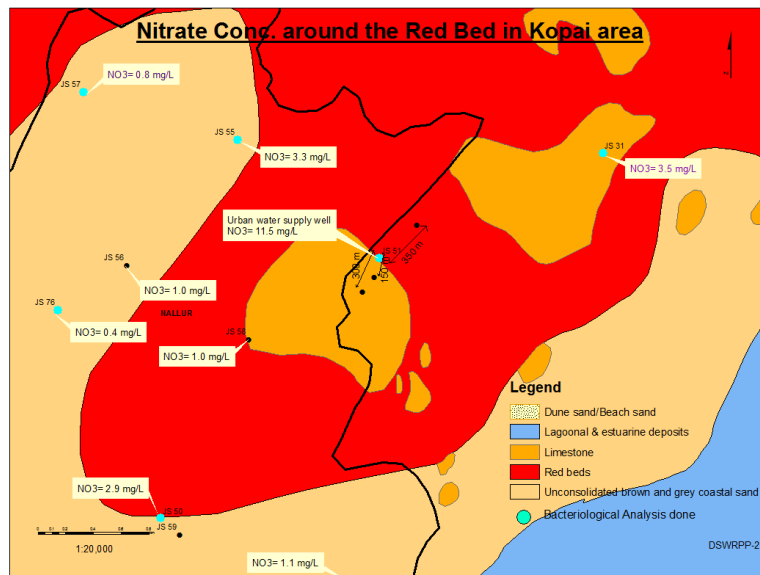 Nitrate Conc. around the Red Bed in Kopai area
JS 57
NO3= 0.8 mg/L
JS 55
NO3= 3.3 mg/L
JS 31
NO3= 3.5 mg/L
Urban water supply well
NO3= 11.5 mg/L
JS 51
350 m
300 m
150 m
JS 56
NO3= 1.0 mg/L
JS 76
NALLUR
NO3= 0.4 mg/L
JS 58
NO3= 1.0 mg/L
Legend
Dune sand/Beach sand
Lagoonal & estuarine deposits
Limestone
Red beds
Unconsolidated brown and grey coastal sand
Bacteriological Analysis done
NO3= 2.9 mg/L
JS 50
JS 59
1:20,000
NO3= 1.1 mg/L
DSWRPP-2